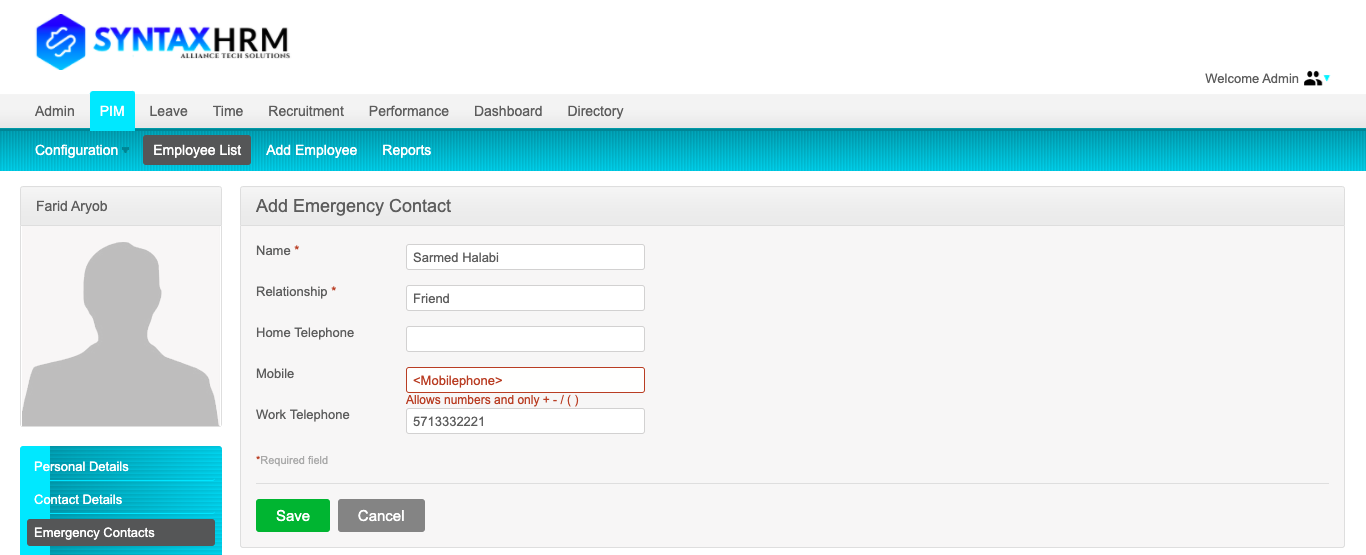 SYNTAXHRM
ALLIANCE TECH SOLUTIONS
Welcome Admin
Admin PIM Leave Time Recruitment Performance Dashboard Directory
Configuration Employee List Add Employee Reports
Farid Aryob
Add Emergency Contact
Name * Sarmed Halabi
Relationship * Friend
Home Telephone
Mobile <Mobilephone>
Allows numbers and only + - / ( )
Work Telephone 5713332221
*Required field
Save Cancel
Personal Details
Contact Details
Emergency Contacts